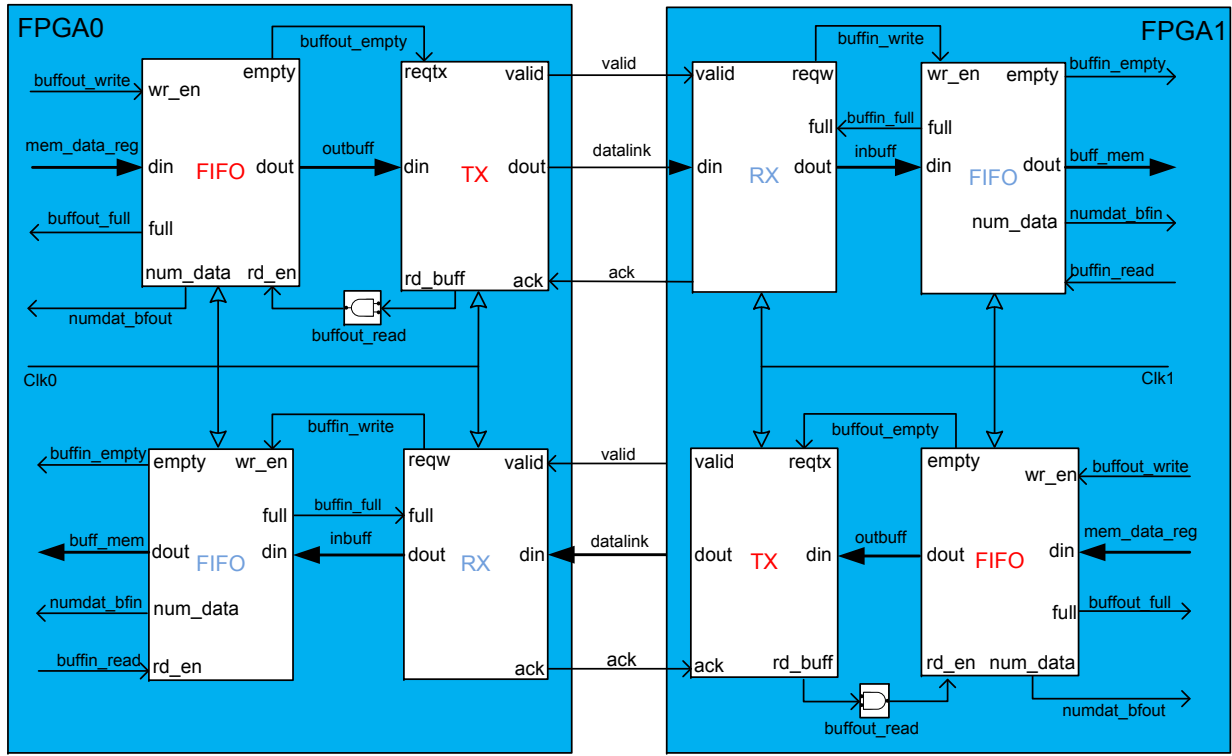 FPGA0
FPGA1
buffout_empty
buffin_write
empty
reqtx
valid
valid
valid
reqw
wr_en
empty
buffin_empty
buffout_write
wr_en
full
buffin_full
full
mem_data_reg
outbuff
datalink
inbuff
buff_mem
din
FIFO
dout
din
TX
dout
din
RX
dout
din
FIFO
dout
buffout_full
full
num_data
numdat_bfin
num_data
rd_en
rd_buff
ack
ack
buffin_read
numdat_bfout
buffout_read
Clk0
Clk1
buffin_write
buffout_empty
buffin_empty
empty
wr_en
reqw
valid
valid
valid
reqtx
empty
buffout_write
wr_en
full
buffin_full
full
buff_mem
inbuff
datalink
outbuff
mem_data_reg
dout
FIFO
din
dout
RX
din
dout
TX
din
dout
FIFO
din
numdat_bfin
num_data
full
buffout_full
buffin_read
rd_en
ack
ack
ack
rd_buff
rd_en
num_data
buffout_read
numdat_bfout